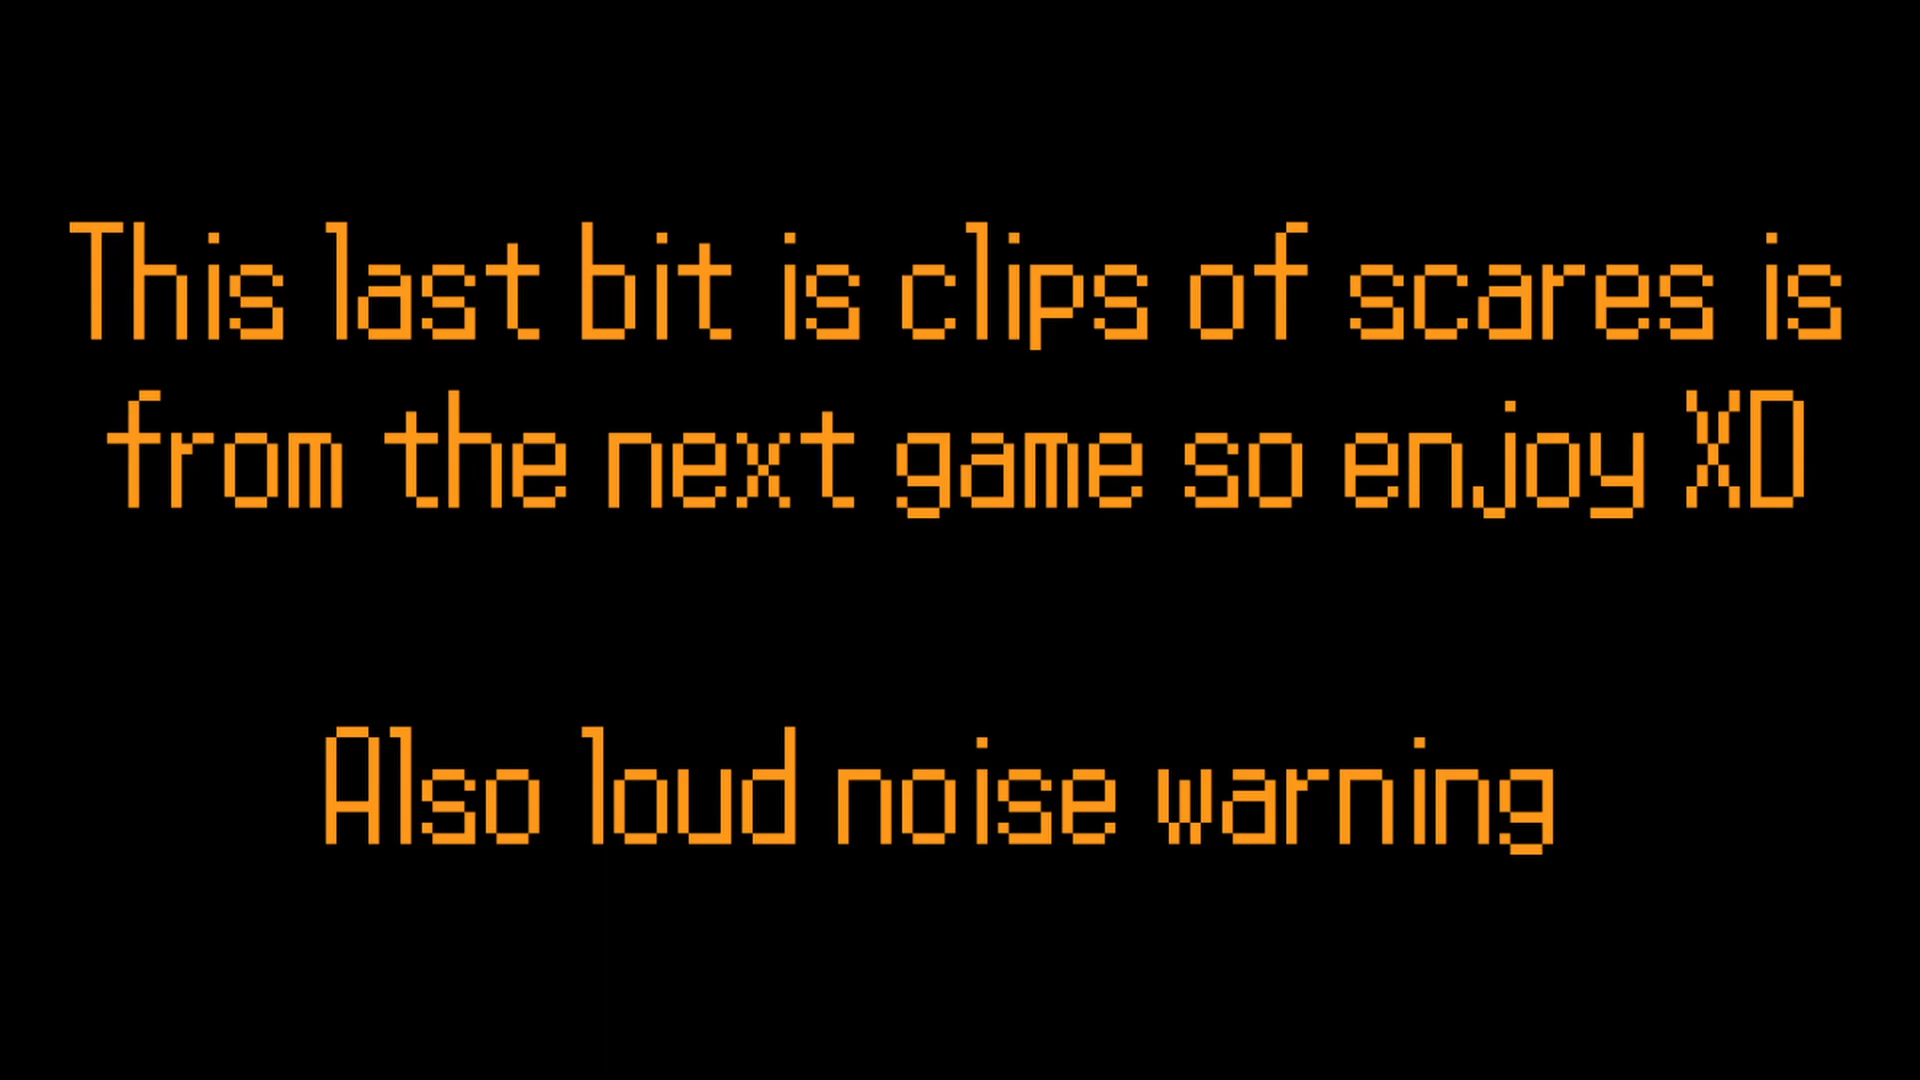 This last bit is clips of scares is
from the next game so enjoy XD
Also loud noise warning